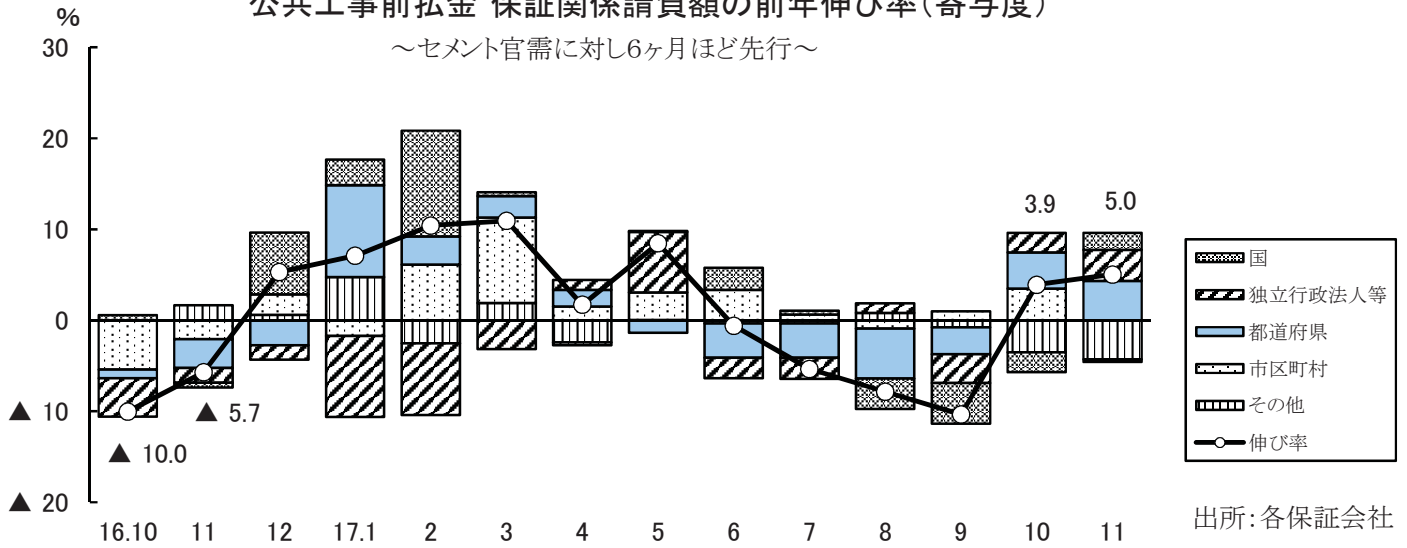 公共工事前払金 保証関係請負額の前年伸び率(寄与度)
%
～セメント官需に対し6ヶ月ほど先行～
30
20
10
0
▲ 10
▲ 20
▲ 10.0
▲ 5.7
3.9
5.0
16.10 11 12 17.1 2 3 4 5 6 7 8 9 10 11
国
独立行政法人等
都道府県
市区町村
その他
伸び率
出所：各保証会社